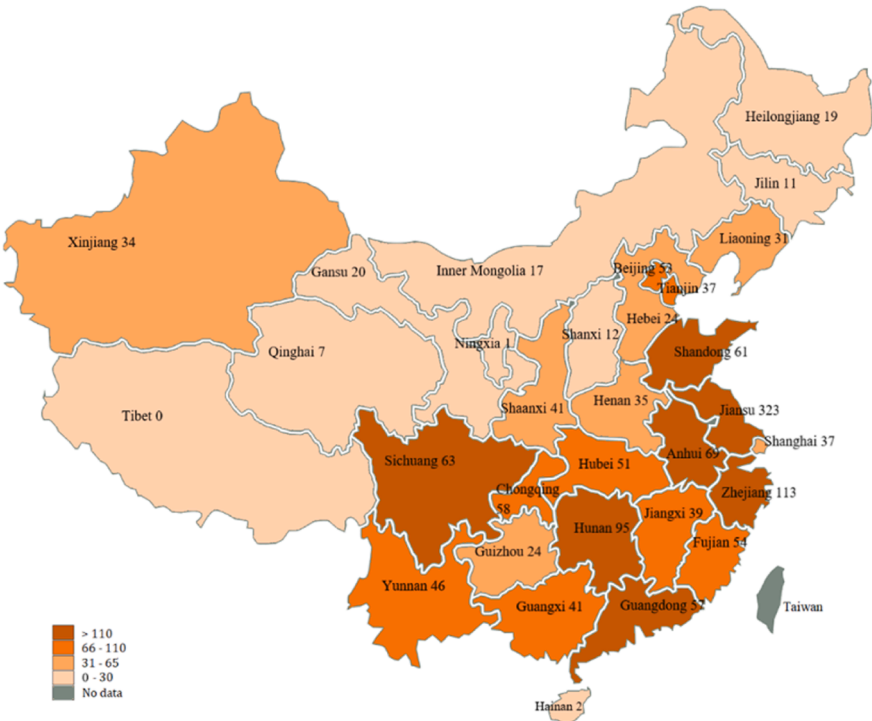 Heilongjiang 19
Jilin 11
Liaoning 31
Xinjiang 34
Gansu 20
Inner Mongolia 17
Beijing 53
Tianjin 37
Hebei 24
Shanxi 12
Ningxia 1
Qinghai 7
Shandong 61
Tibet 0
Shaanxi 41
Henan 35
Jiansu 323
Shanghai 37
Anhui 69
Sichuang 63
Hubei 51
Chongqing
58
Zhejiang 113
Hunan 95
Jiangxi 39
Fujian 54
Guizhou 24
Yunnan 46
Guangxi 41
Guangdong 57
Taiwan
Hainan 2
> 110
66 - 110
31 - 65
0 - 30
No data